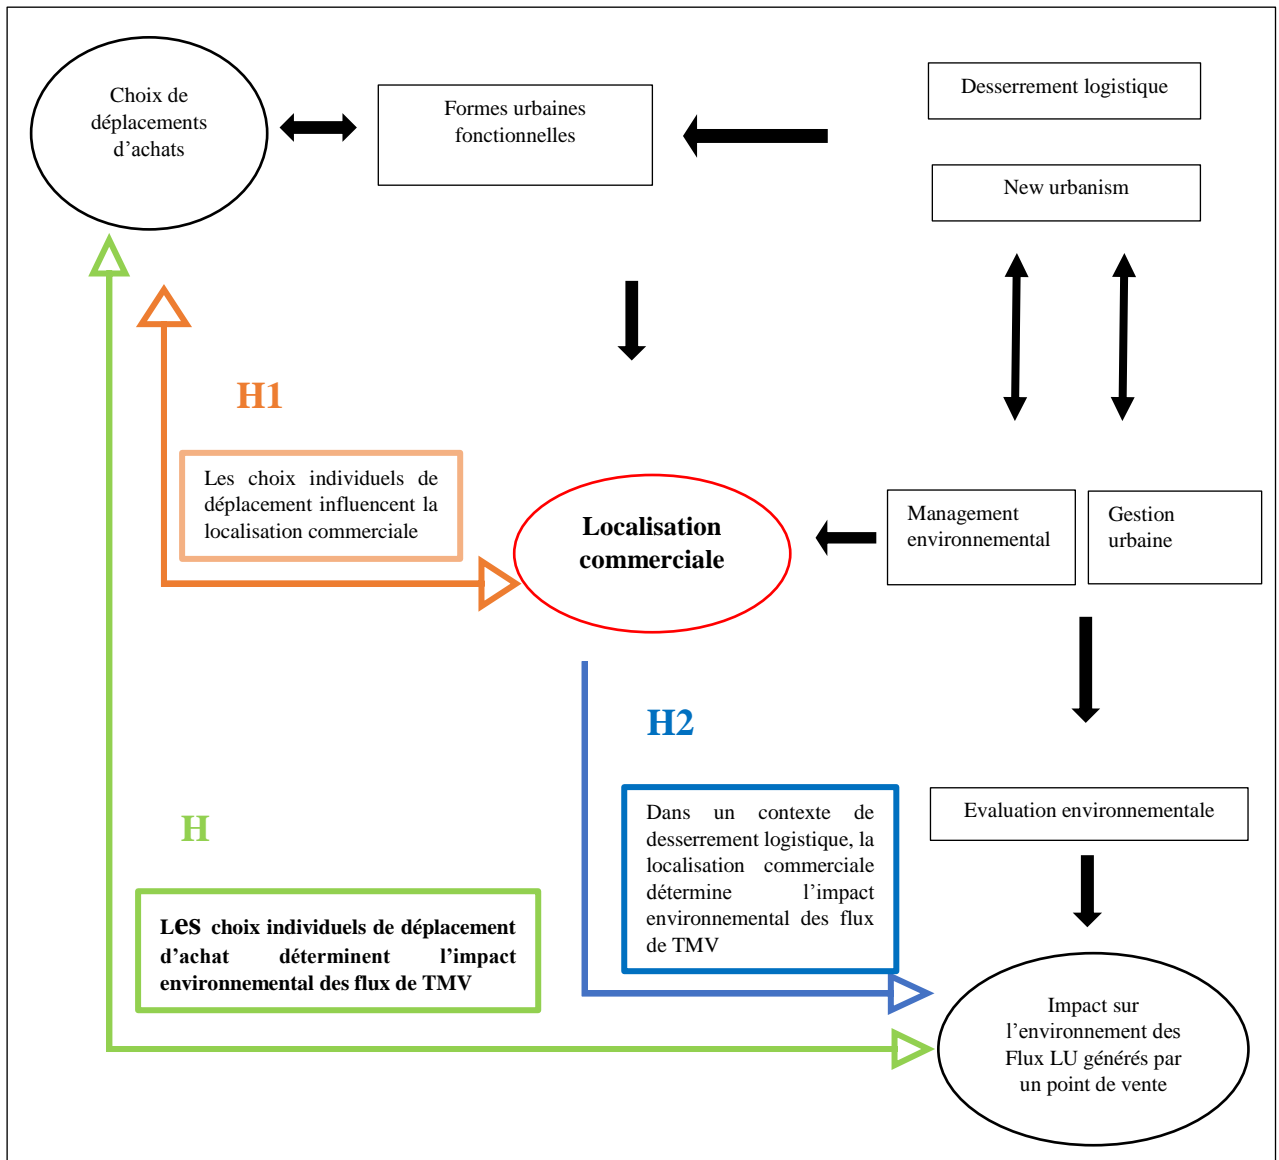 Choix de
déplacements
d’achats
Formes urbaines
fonctionnelles
Desserrement logistique
New urbanism
H1
Les choix individuels de
déplacement influencent la
localisation commerciale
Localisation
commerciale
Management
environnemental
Gestion
urbaine
H2
Dans un contexte de
desserrement logistique, la
localisation commerciale
détermine l’impact
environnemental des flux
de TMV
Evaluation environnementale
H
Les choix individuels de déplacement
d’achat déterminent l’impact
environnemental des flux de TMV
Impact sur
l’environnement des
Flux LU générés par
un point de vente